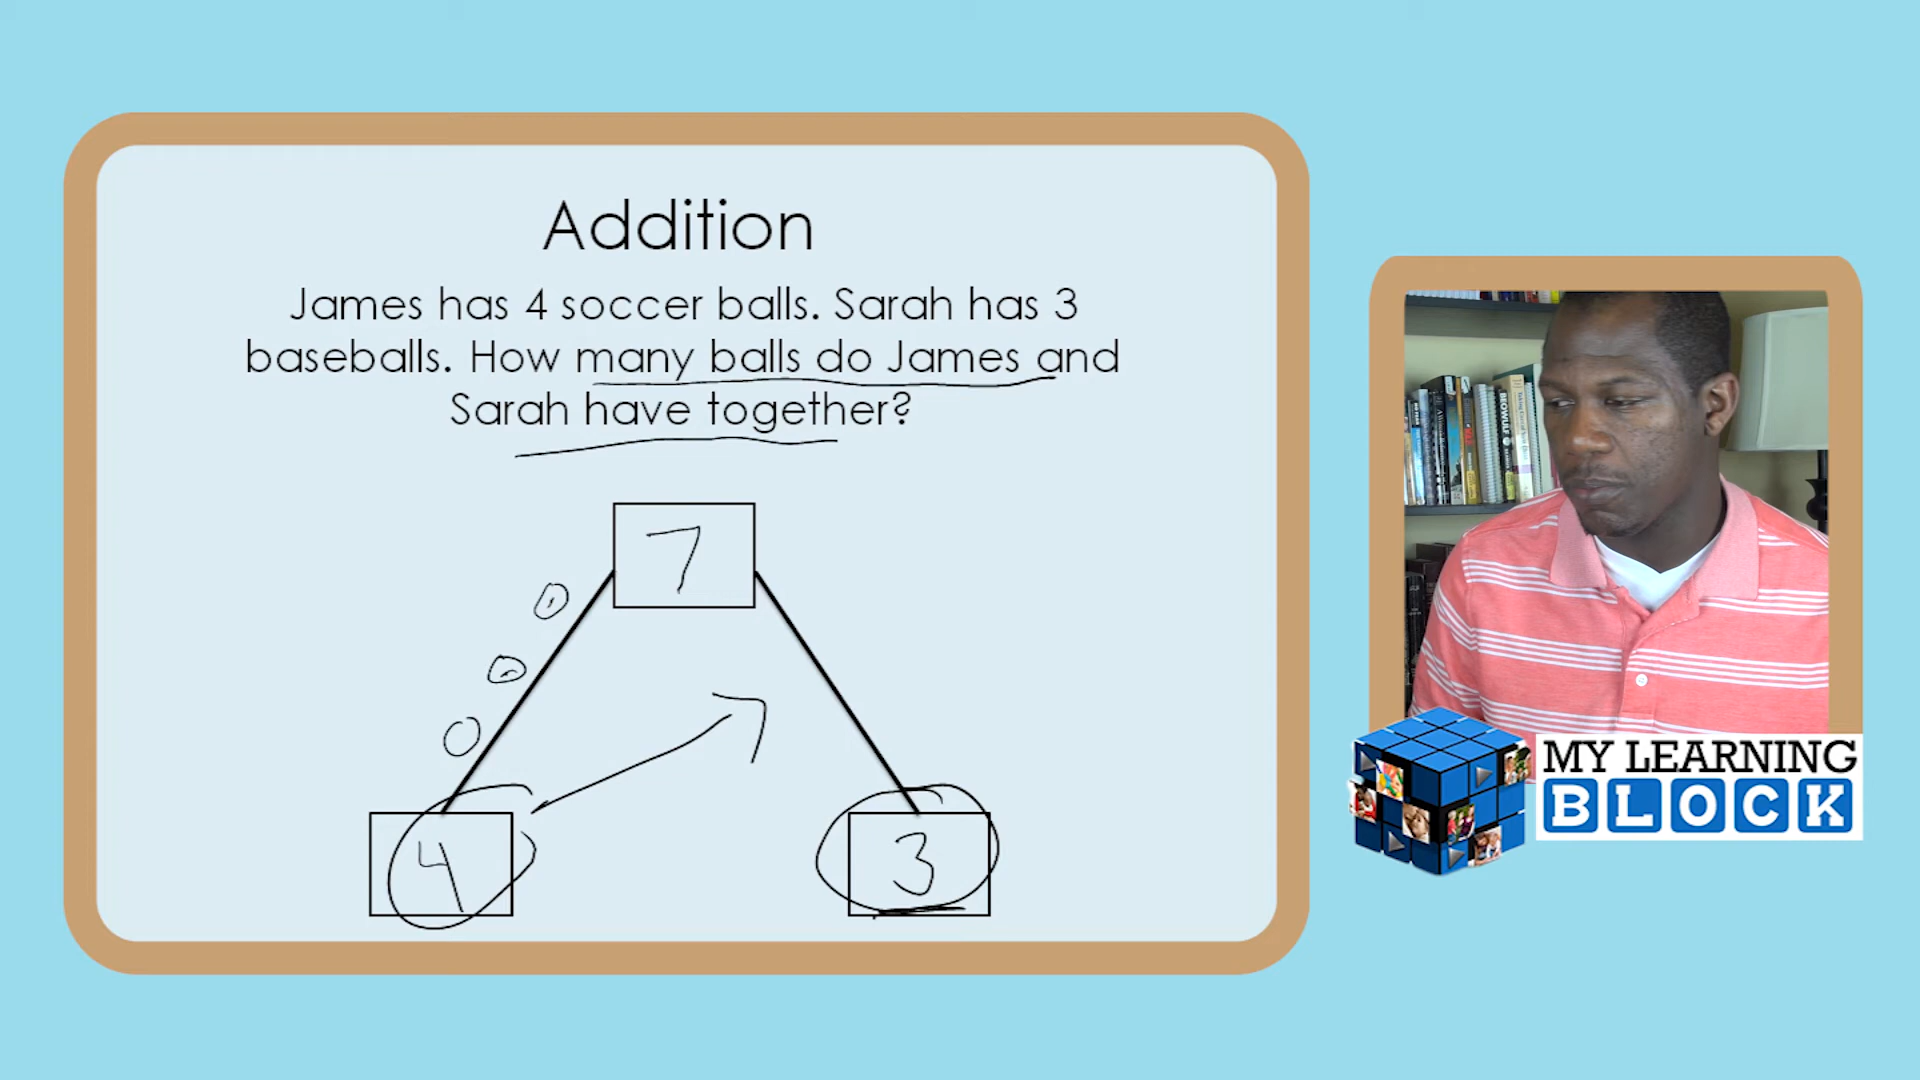 Addition
James has 4 soccer balls. Sarah has 3
baseballs. How many balls do James and
Sarah have together?
7
4
3
BEOWULF
MY LEARNING
BLOCK